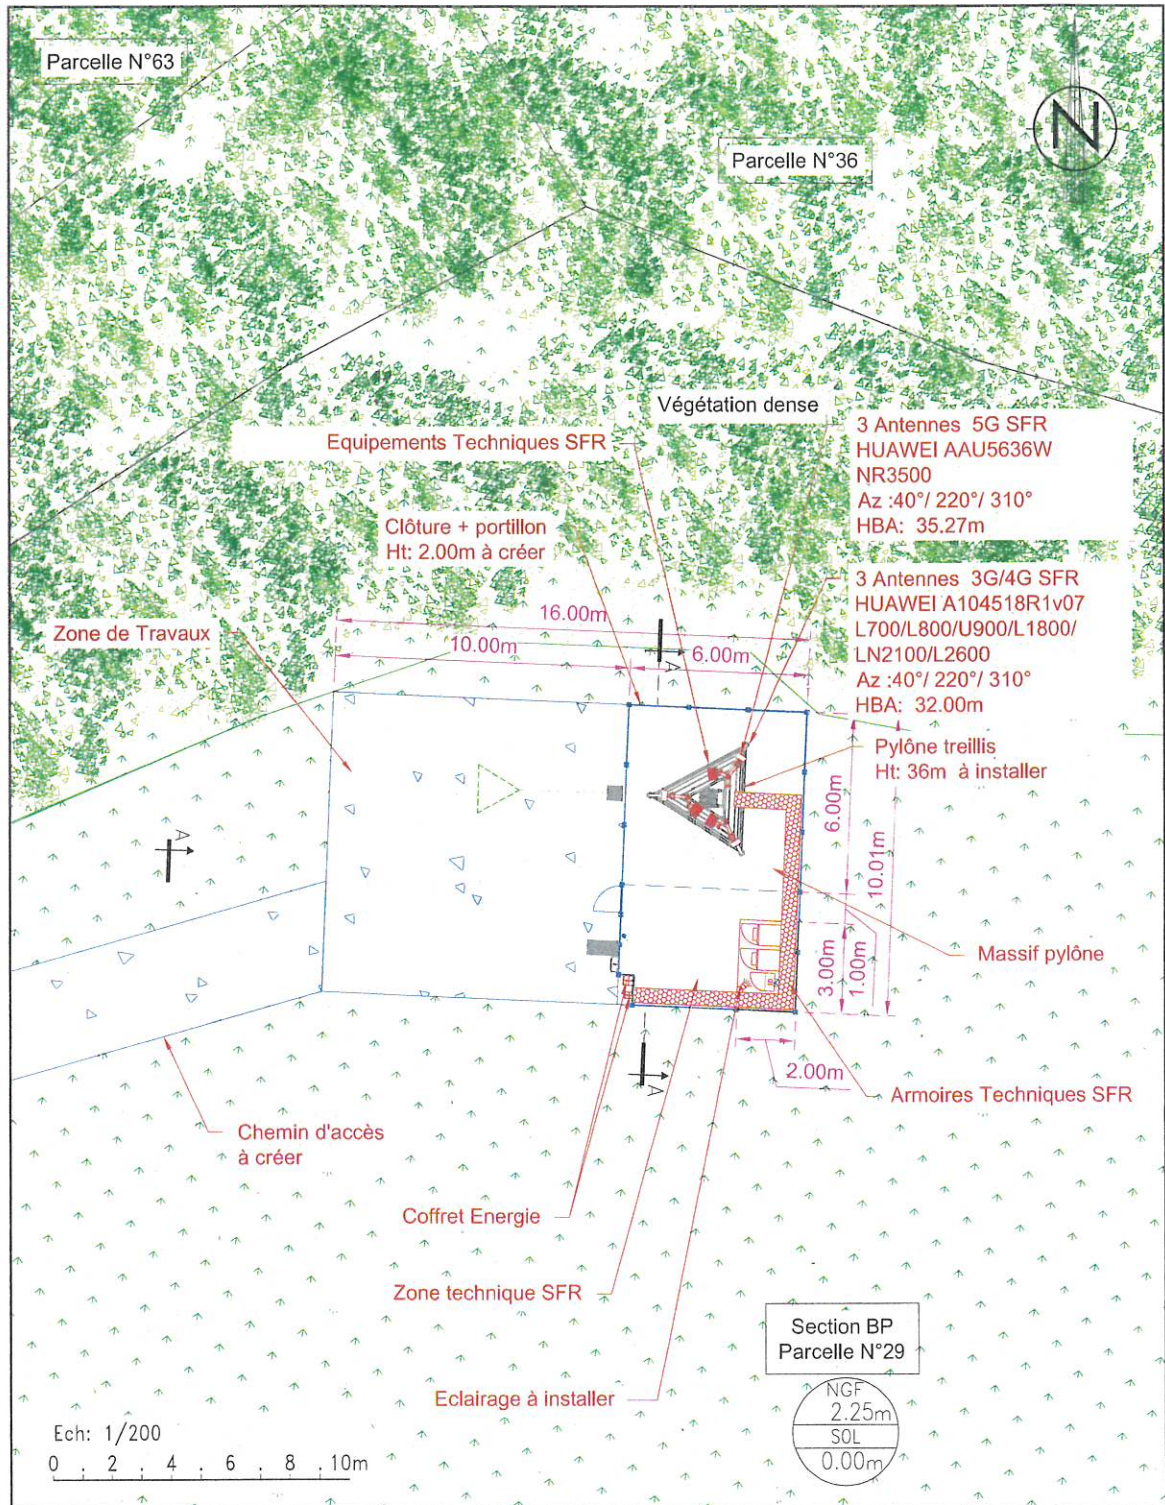 Parcelle N°63
N
Parcelle N°36
Végétation dense
3 Antennes 5G SFR
HUAWEI AAU5636W
NR3500
Az :40°/ 220°/ 310°
HBA: 35.27m
Equipements Techniques SFR
Clôture + portillon
Ht: 2.00m à créer
3 Antennes 3G/4G SFR
HUAWEI A104518R1v07
L700/L800/U900/L1800/
LN2100/L2600
Az :40°/ 220°/ 310°
HBA: 32.00m
Zone de Travaux
16.00m
10.00m
6.00m
A
Pylône treillis
Ht: 36m à installer
6.00m
10.01m
A
3.00m
1.00m
Massif pylône
2.00m
A
Armoires Techniques SFR
Chemin d'accès
à créer
Coffret Energie
Zone technique SFR
Section BP
Parcelle N°29
Eclairage à installer
NGF
2.25m
SOL
0.00m
Ech: 1/200
0 . 2 . 4 . 6 . 8 . 10m